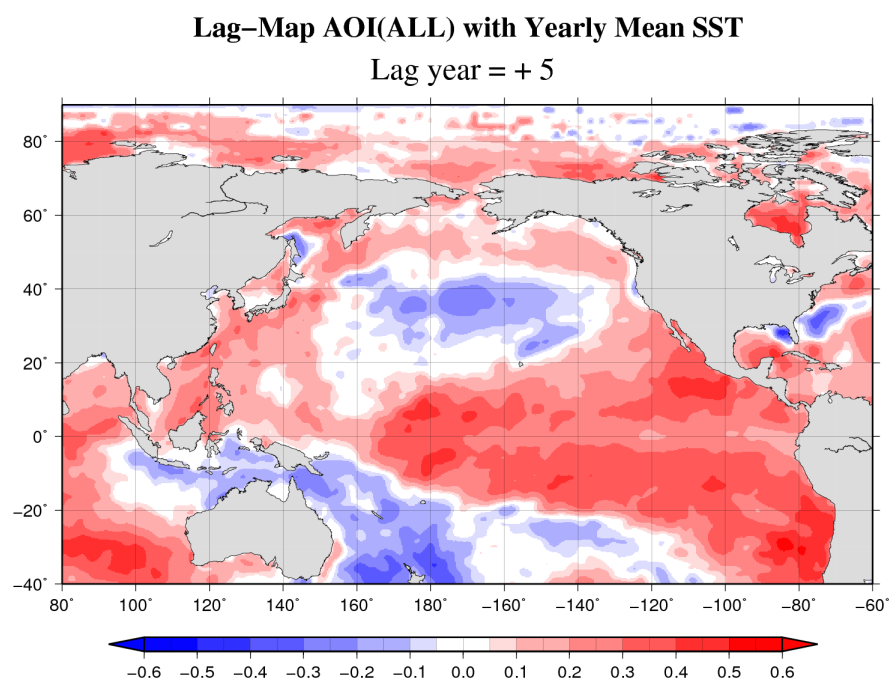 Lag−Map AOI(ALL) with Yearly Mean SST
Lag year = + 5
80˚
60˚
40˚
20˚
0˚
−20˚
−40˚
80˚ 100˚ 120˚ 140˚ 160˚ 180˚ −160˚ −140˚ −120˚ −100˚ −80˚ −60˚
−0.6 −0.5 −0.4 −0.3 −0.2 −0.1 0.0 0.1 0.2 0.3 0.4 0.5 0.6